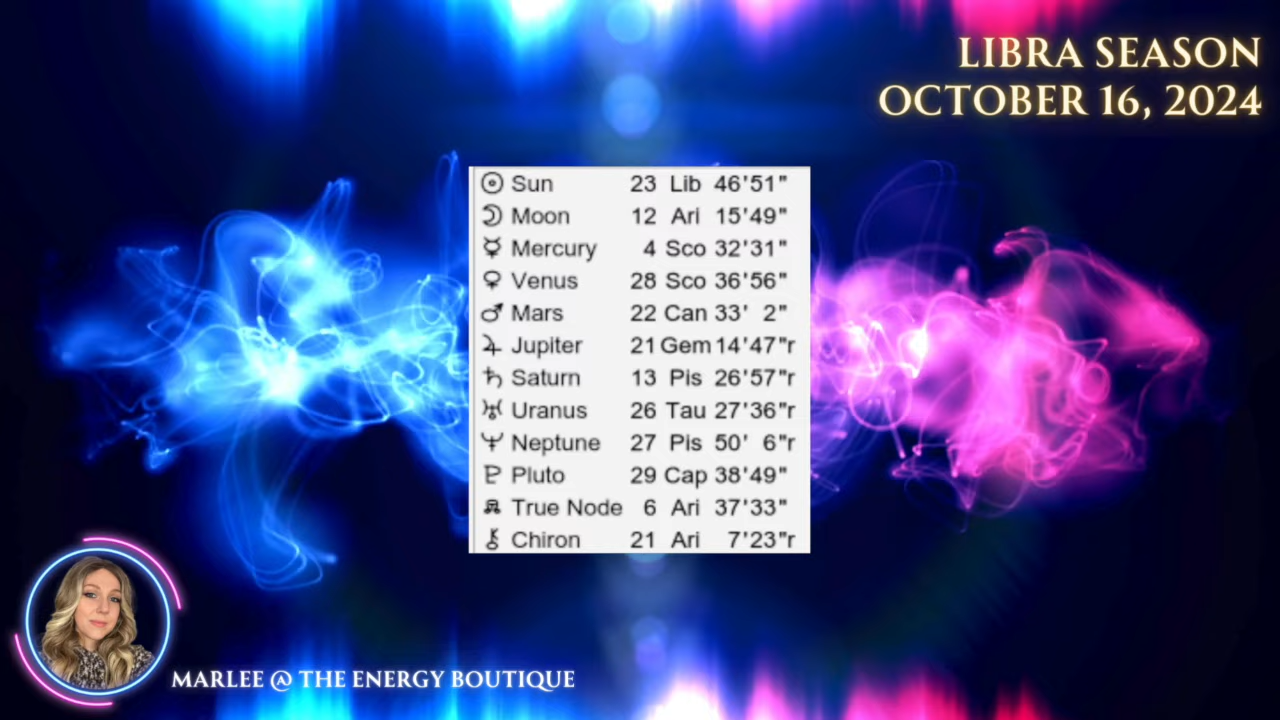 LIBRA SEASON
OCTOBER 16, 2024
☉ Sun 23 Lib 46'51"
☽ Moon 12 Ari 15'49"
☿ Mercury 4 Sco 32'31"
♀ Venus 28 Sco 36'56"
♂ Mars 22 Can 33' 2"
♃ Jupiter 21 Gem 14'47"r
♄ Saturn 13 Pis 26'57"r
♅ Uranus 26 Tau 27'36"r
♆ Neptune 27 Pis 50' 6"r
♇ Pluto 29 Cap 38'49"
☊ True Node 6 Ari 37'33"
⚷ Chiron 21 Ari 7'23"r
MARLEE @ THE ENERGY BOUTIQUE